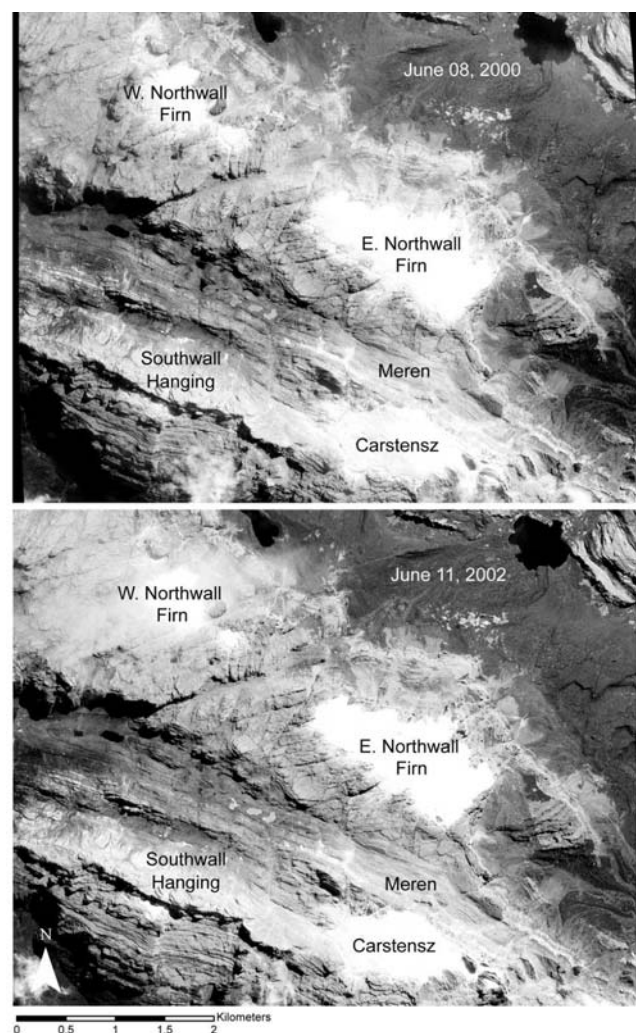 June 08, 2000
W. Northwall
Firn
E. Northwall
Firn
Southwall
Hanging
Meren
Carstensz
June 11, 2002
W. Northwall
Firn
E. Northwall
Firn
Southwall
Hanging
Meren
Carstensz
N
Kilometers
0 0.5 1 1.5 2